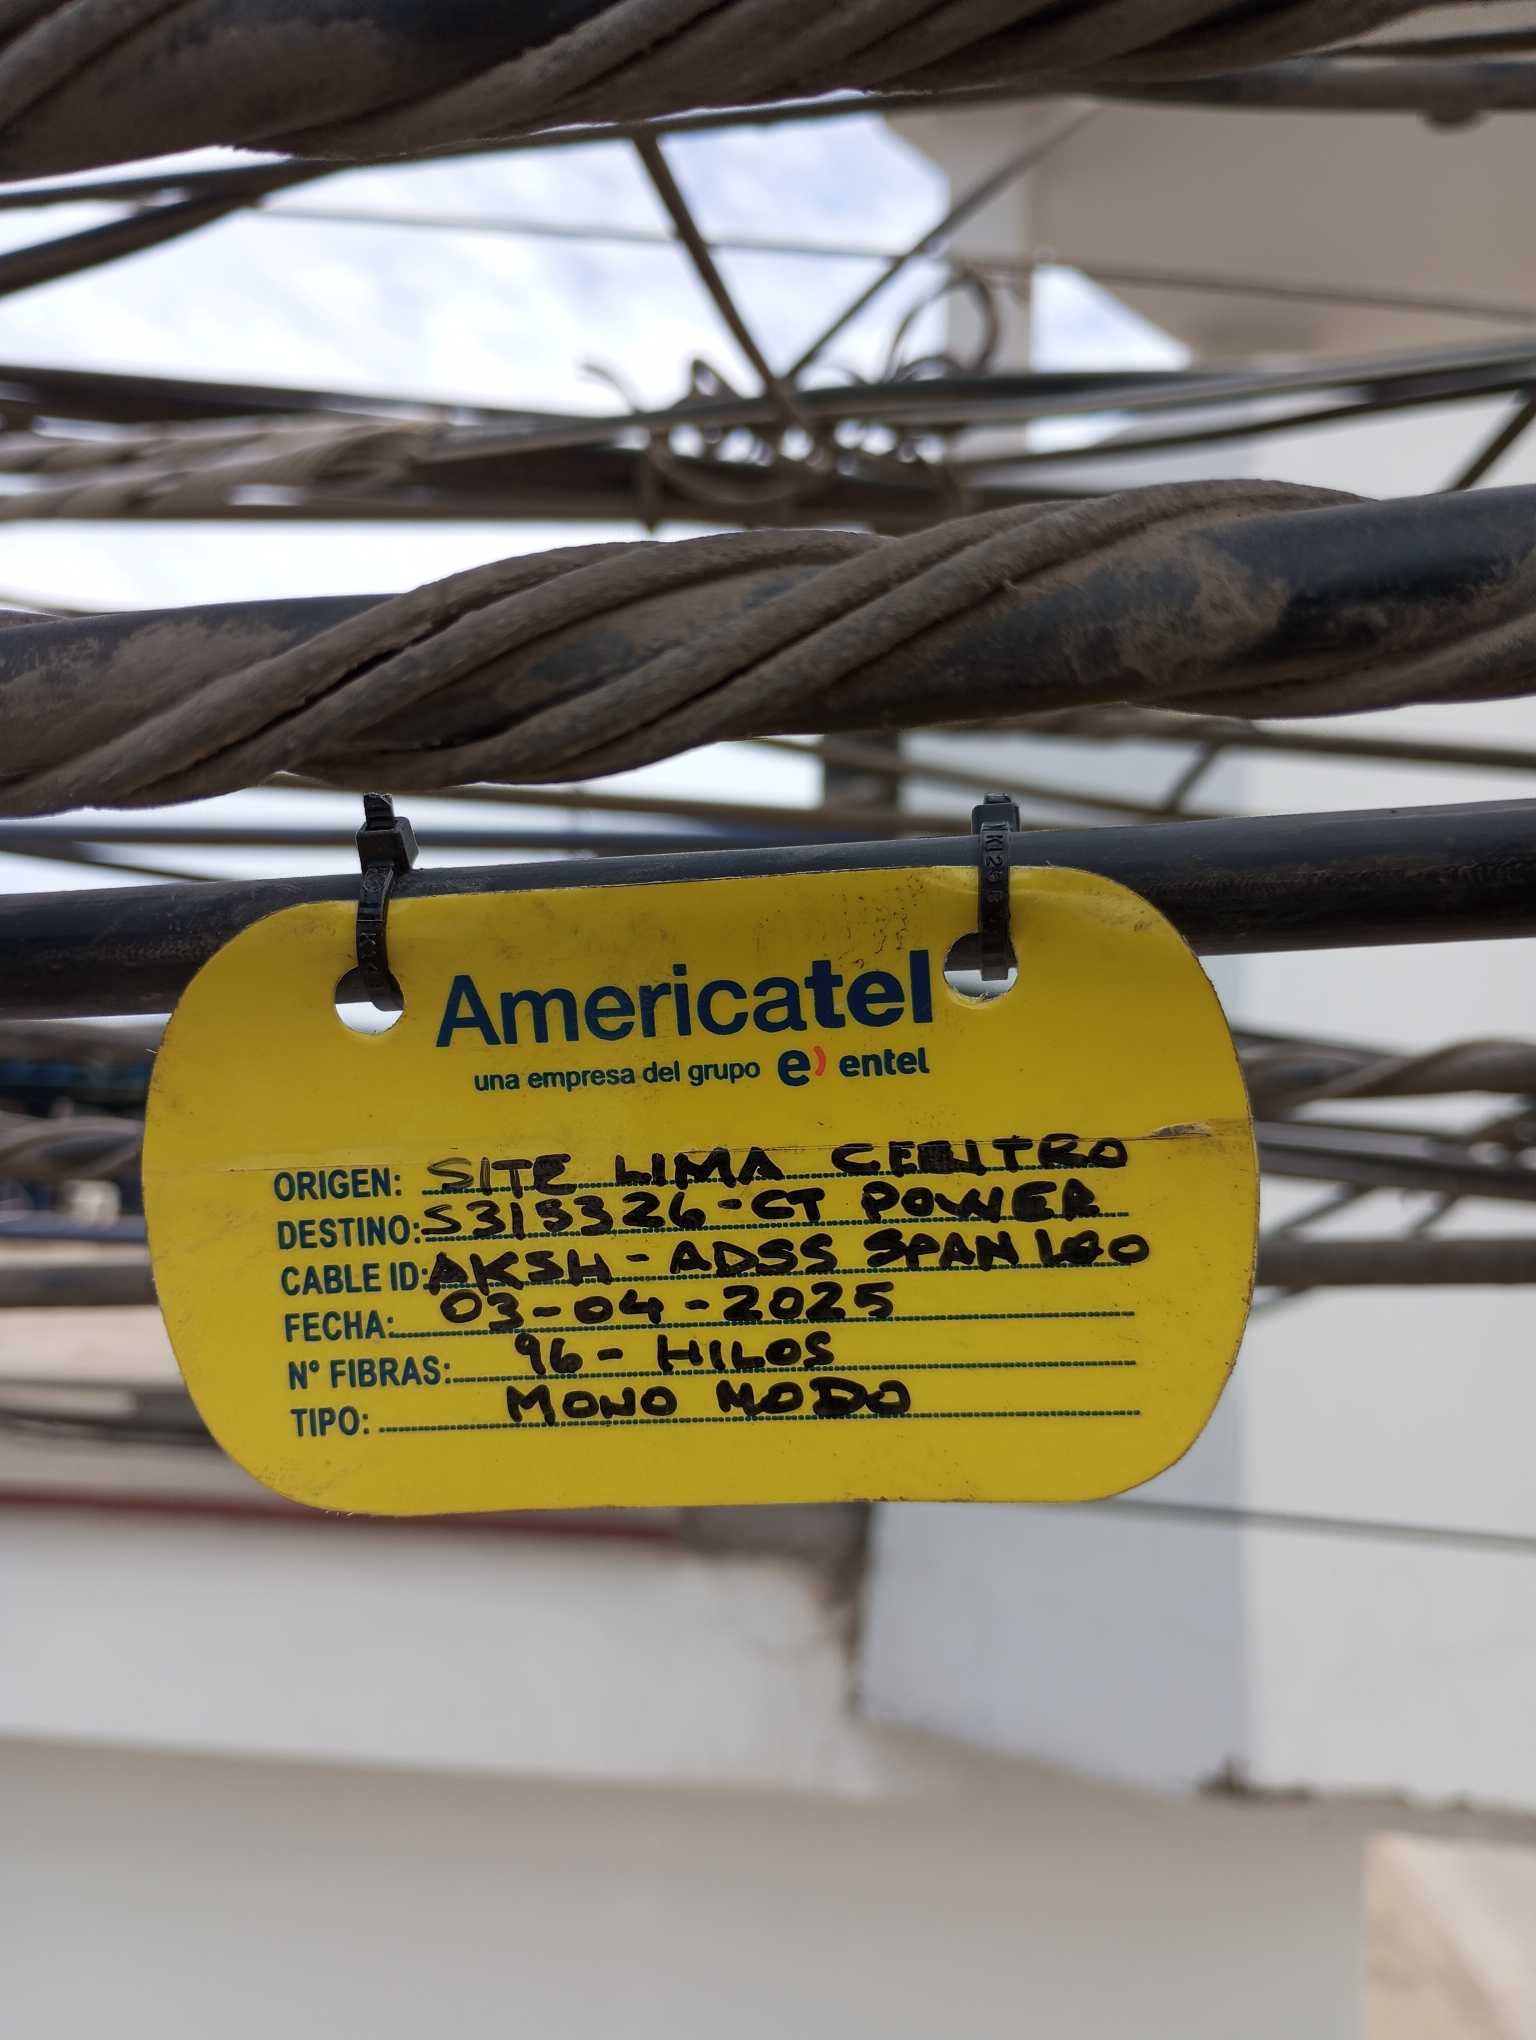 Americatel
una empresa del grupo e) entel
ORIGEN: SITE LIMA CENTRO
DESTINO: S315326-CT POWER
CABLE ID: AKSH-ADSS SPAN 100
FECHA: 03-04-2025
N° FIBRAS: 96-HILOS
TIPO: MONO MODO